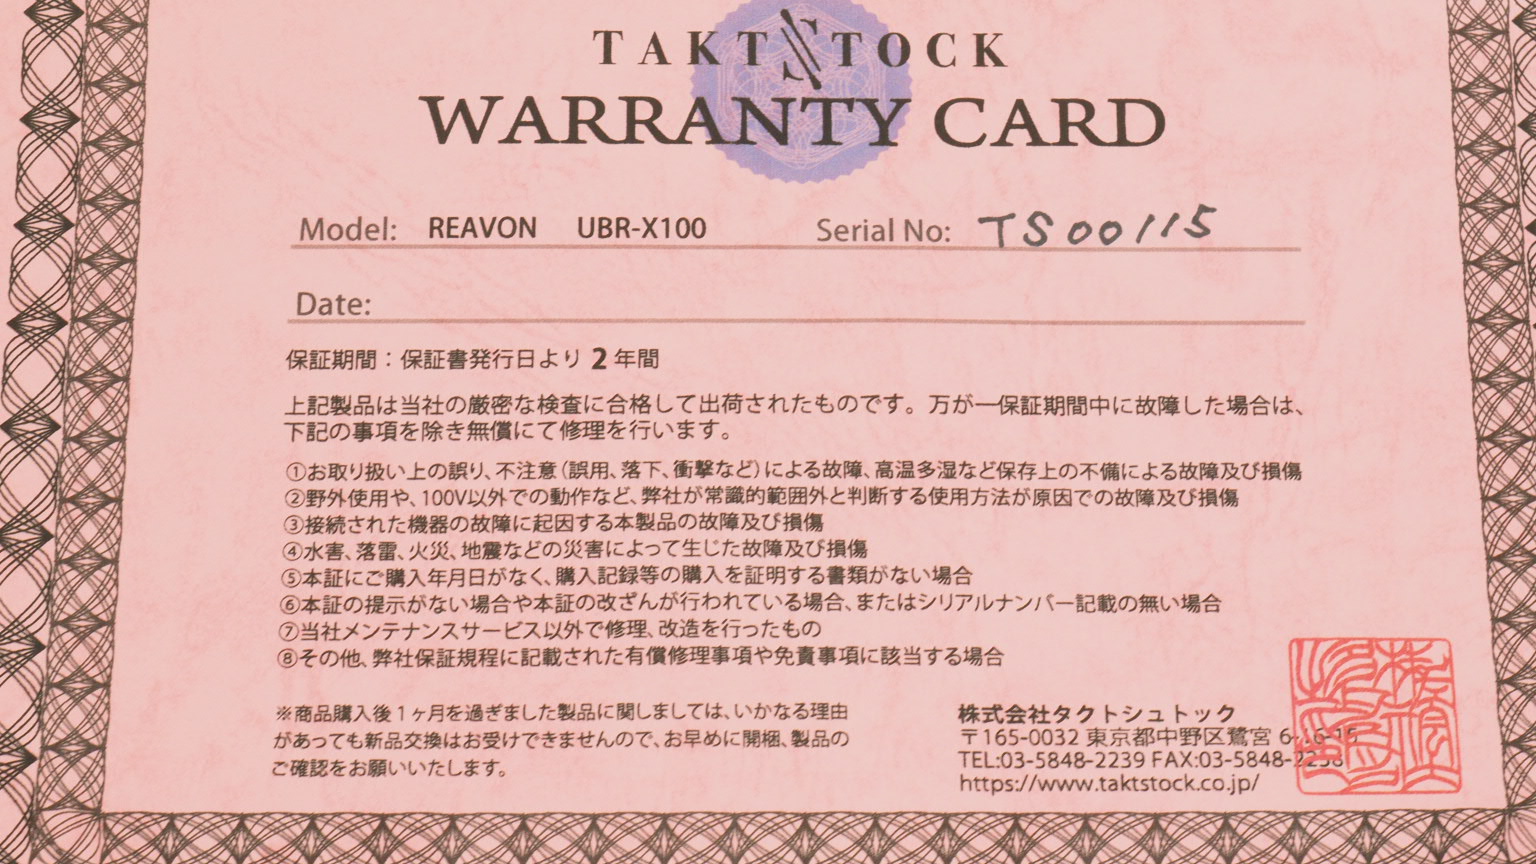 TAKTSTOCK
WARRANTY CARD
Model: REAVON UBR-X100 Serial No: TS00115
Date:
保証期間：保証書発行日より 2 年間
上記製品は当社の厳密な検査に合格して出荷されたものです。万が一保証期間中に故障した場合は、
下記の事項を除き無償にて修理を行います。
①お取り扱い上の誤り、不注意（誤用、落下、衝撃など）による故障、高温多湿など保存上の不備による故障及び損傷
②野外使用や、100V以外での動作など、弊社が常識的範囲外と判断する使用方法が原因での故障及び損傷
③接続された機器の故障に起因する本製品の故障及び損傷
④水害、落雷、火災、地震などの災害によって生じた故障及び損傷
⑤本証にご購入年月日がなく、購入記録等の購入を証明する書類がない場合
⑥本証の提示がない場合や本証の改ざんが行われている場合、またはシリアルナンバー記載の無い場合
⑦当社メンテナンスサービス以外で修理、改造を行ったもの
⑧その他、弊社保証規程に記載された有償修理事項や免責事項に該当する場合
※商品購入後1ヶ月を過ぎました製品に関しましては、いかなる理由
があっても新品交換はお受けできませんので、お早めに開梱、製品の
ご確認をお願いいたします。
株式会社タクトシュトック
〒165-0032 東京都中野区鷺宮
TEL:03-5848-2239 FAX:03-5848-
https://www.taktstock.co.jp/